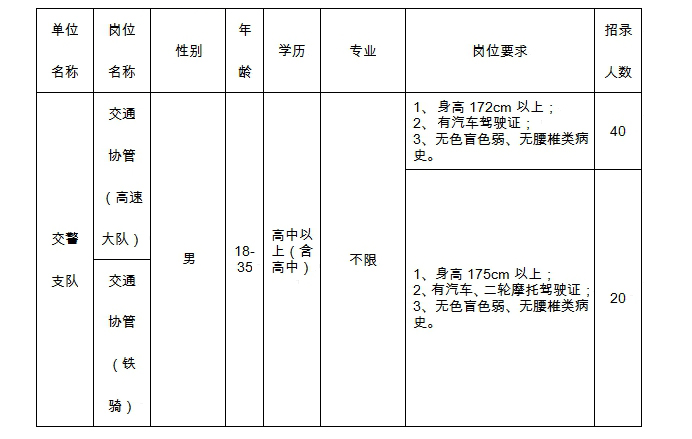 单位
名称
岗位
名称
性别
年
龄
学历
专业
岗位要求
招录
人数
交警
支队
交通
协管
（高速
大队）
男
18-
35
高中以
上（含
高中）
不限
1、 身高 172cm 以上；
2、 有汽车驾驶证；
3、无色盲色弱、无腰椎类病
史。
40
交通
协管
（铁
骑）
1、身高 175cm 以上；
2、有汽车、二轮摩托驾驶证；
3、无色盲色弱、无腰椎类病
史。
20